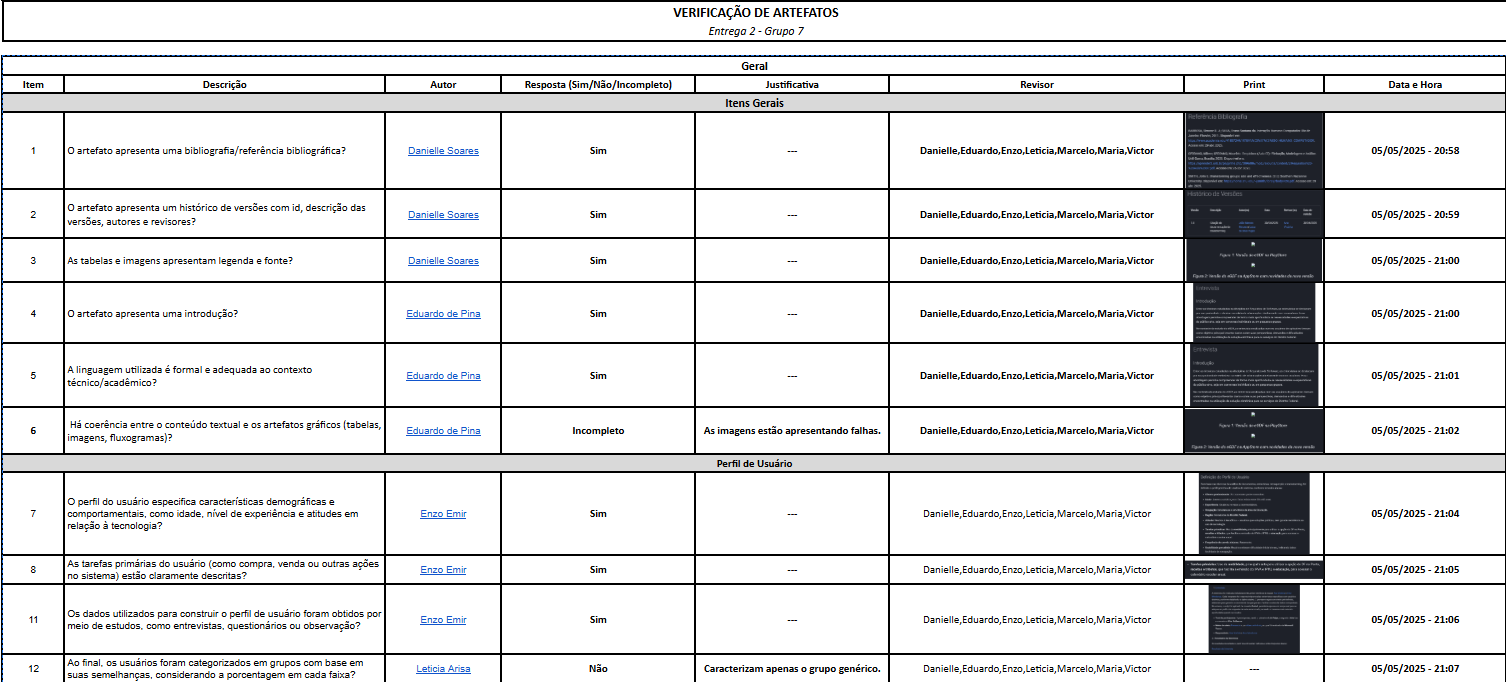 VERIFICAÇÃO DE ARTEFATOS
Entrega 2 - Grupo 7
Geral
Item Descrição Autor Resposta (Sim/Não/Incompleto) Justificativa Revisor Print Data e Hora
Itens Gerais
1 O artefato apresenta uma bibliografia/referência bibliográfica? Danielle Soares Sim --- Danielle,Eduardo,Enzo,Leticia,Marcelo,Maria,Victor 05/05/2025 - 20:58
Referência Bibliografia
2 O artefato apresenta um histórico de versões com id, descrição das
versões, autores e revisores? Danielle Soares Sim --- Danielle,Eduardo,Enzo,Leticia,Marcelo,Maria,Victor 05/05/2025 - 20:59
Histórico de Versões
3 As tabelas e imagens apresentam legenda e fonte? Danielle Soares Sim --- Danielle,Eduardo,Enzo,Leticia,Marcelo,Maria,Victor 05/05/2025 - 21:00
4 O artefato apresenta uma introdução? Eduardo de Pina Sim --- Danielle,Eduardo,Enzo,Leticia,Marcelo,Maria,Victor 05/05/2025 - 21:00
Entrevista
Introdução
5 A linguagem utilizada é formal e adequada ao contexto
técnico/acadêmico? Eduardo de Pina Sim --- Danielle,Eduardo,Enzo,Leticia,Marcelo,Maria,Victor 05/05/2025 - 21:01
Entrevista
Introdução
6 Há coerência entre o conteúdo textual e os artefatos gráficos (tabelas,
imagens, fluxogramas)? Eduardo de Pina Incompleto As imagens estão apresentando falhas. Danielle,Eduardo,Enzo,Leticia,Marcelo,Maria,Victor 05/05/2025 - 21:02
Perfil de Usuário
7 O perfil do usuário especifica características demográficas e
comportamentais, como idade, nível de experiência e atitudes em
relação à tecnologia? Enzo Emir Sim --- Danielle,Eduardo,Enzo,Leticia,Marcelo,Maria,Victor 05/05/2025 - 21:04
8 As tarefas primárias do usuário (como compra, venda ou outras ações
no sistema) estão claramente descritas? Enzo Emir Sim --- Danielle,Eduardo,Enzo,Leticia,Marcelo,Maria,Victor 05/05/2025 - 21:05
11 Os dados utilizados para construir o perfil de usuário foram obtidos por
meio de estudos, como entrevistas, questionários ou observação? Enzo Emir Sim --- Danielle,Eduardo,Enzo,Leticia,Marcelo,Maria,Victor 05/05/2025 - 21:06
12 Ao final, os usuários foram categorizados em grupos com base em
suas semelhanças, considerando a porcentagem em cada faixa? Leticia Arisa Não Caracterizam apenas o grupo genérico. Danielle,Eduardo,Enzo,Leticia,Marcelo,Maria,Victor --- 05/05/2025 - 21:07